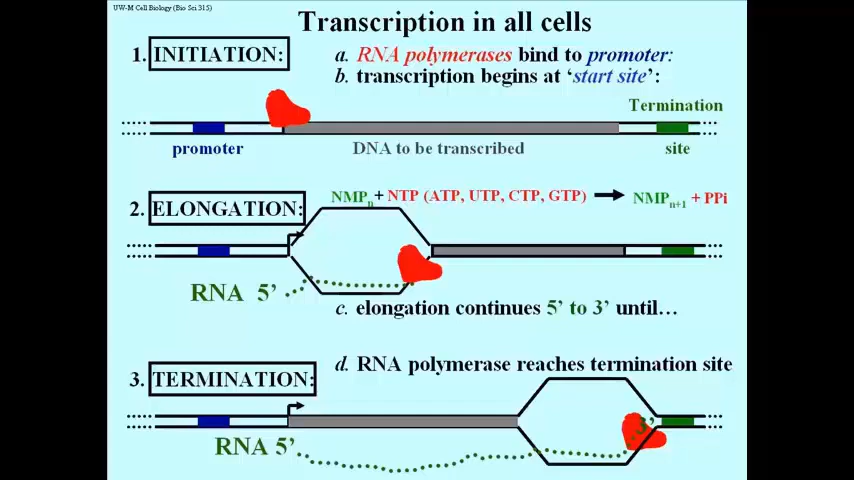 UW-M Cell Biology (Bio Sci 315)
Transcription in all cells
1. INITIATION:
a. RNA polymerases bind to promoter:
b. transcription begins at ‘start site’:
Termination
promoter
DNA to be transcribed
site
NMPn + NTP (ATP, UTP, CTP, GTP) → NMPn+1 + PPi
2. ELONGATION:
RNA 5’
c. elongation continues 5’ to 3’ until…
d. RNA polymerase reaches termination site
3. TERMINATION:
3’
RNA 5’